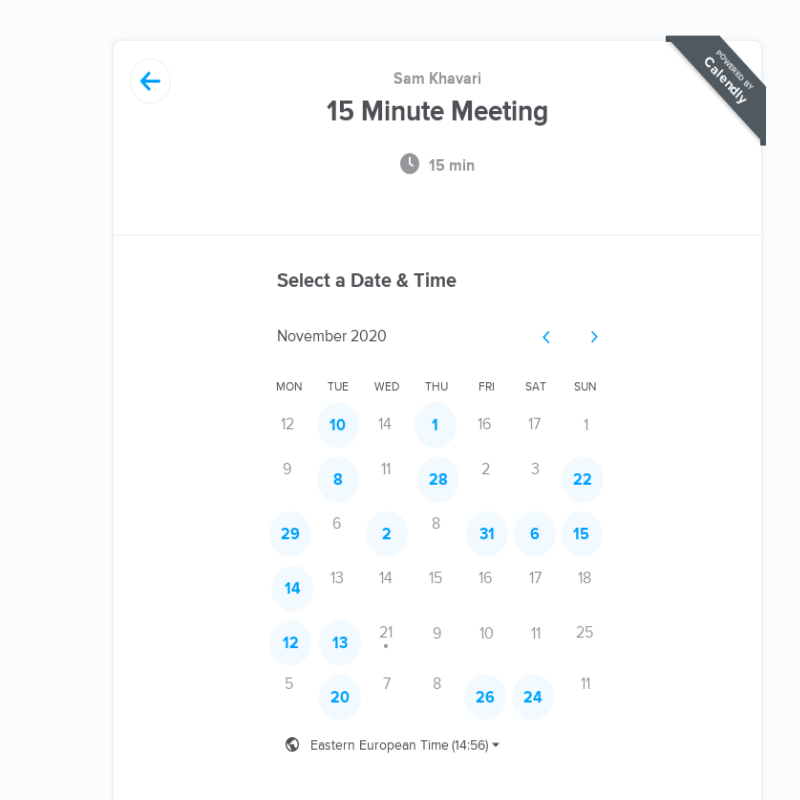 POWERED BY
Calendly
Sam Khavari
15 Minute Meeting
15 min
Select a Date & Time
November 2020
MON TUE WED THU FRI SAT SUN
12 10 14 1 16 17 1
9 8 11 28 2 3 22
29 6 2 8 31 6 15
14 13 14 15 16 17 18
12 13 21 9 10 11 25
5 20 7 8 26 24 11
Eastern European Time (14:56)